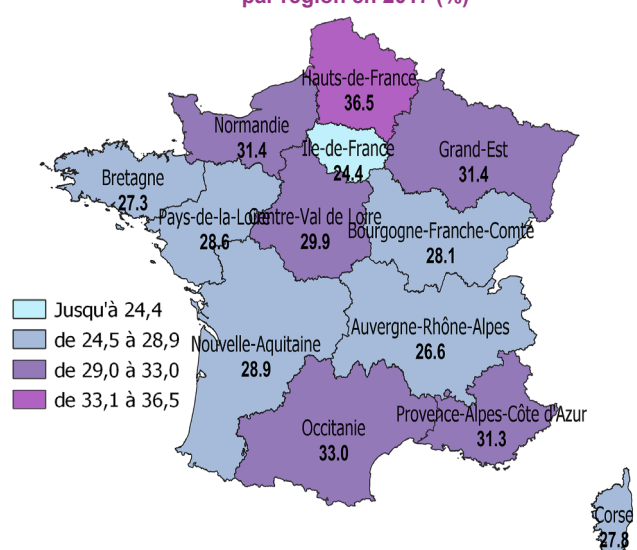 par région en 2017 (%)
Hauts-de-France
36.5
Normandie
31.4
Ile-de-France
24.4
Grand-Est
31.4
Bretagne
27.3
Pays-de-la-Loire
28.6
Centre-Val de Loire
29.9
Bourgogne-Franche-Comté
28.1
Jusqu'à 24,4
de 24,5 à 28,9
de 29,0 à 33,0
de 33,1 à 36,5
Nouvelle-Aquitaine
28.9
Auvergne-Rhône-Alpes
26.6
Occitanie
33.0
Provence-Alpes-Côte d'Azur
31.3
Corse
27.8